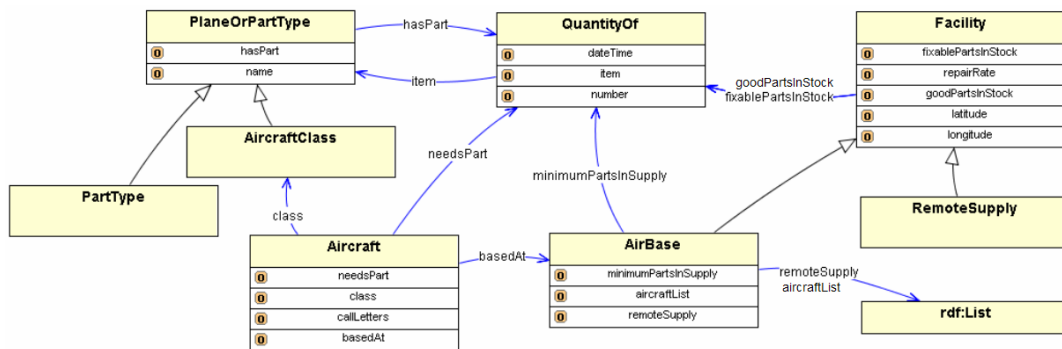 PlaneOrPartType
hasPart
name
hasPart
item
QuantityOf
dateTime
item
number
goodPartsInStock
fixablePartsInStock
Facility
fixablePartsInStock
repairRate
goodPartsInStock
latitude
longitude
AircraftClass
PartType
needsPart
minimumPartsInSupply
class
RemoteSupply
Aircraft
needsPart
class
callLetters
basedAt
basedAt
AirBase
minimumPartsInSupply
aircraftList
remoteSupply
remoteSupply
aircraftList
rdf:List